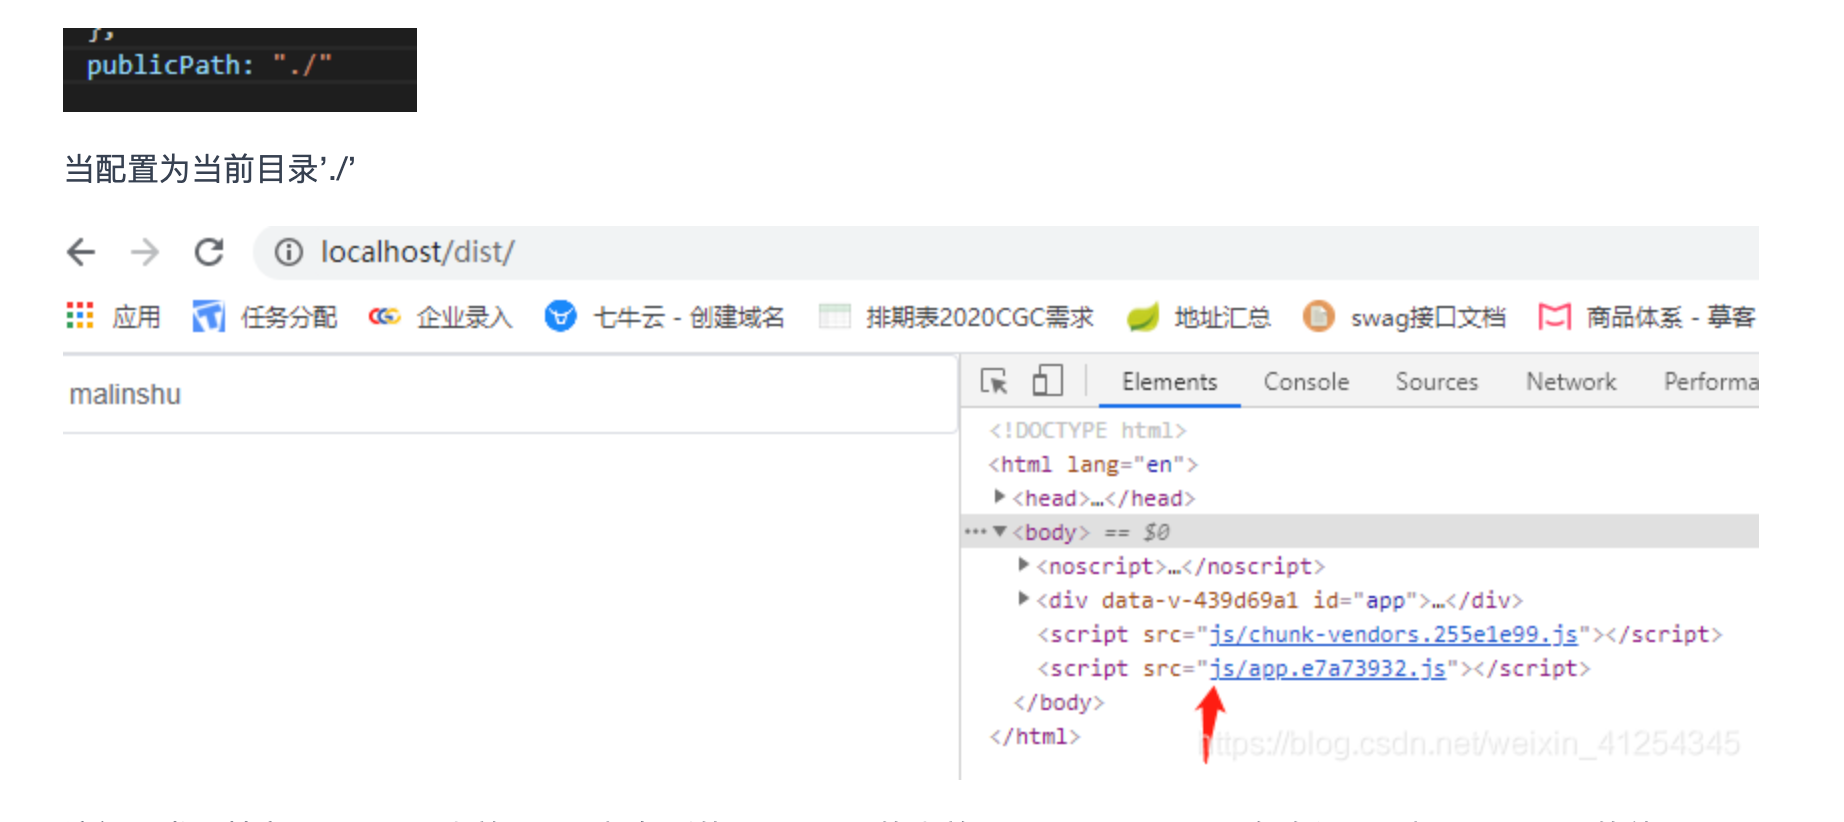 };
publicPath: "./"
当配置为当前目录’./’
localhost/dist/
应用 任务分配 企业录入 七牛云 - 创建域名 排期表2020CGC需求 地址汇总 swag接口文档 商品体系 - 摹客
malinshu
Elements Console Sources Network Performa
<!DOCTYPE html>
<html lang="en">
<head>…</head>
<body> == $0
<noscript>…</noscript>
<div data-v-439d69a1 id="app">…</div>
<script src="js/chunk-vendors.255e1e99.js"></script>
<script src="js/app.e7a73932.js"></script>
</body>
</html>
https://blog.csdn.net/weixin_41254345